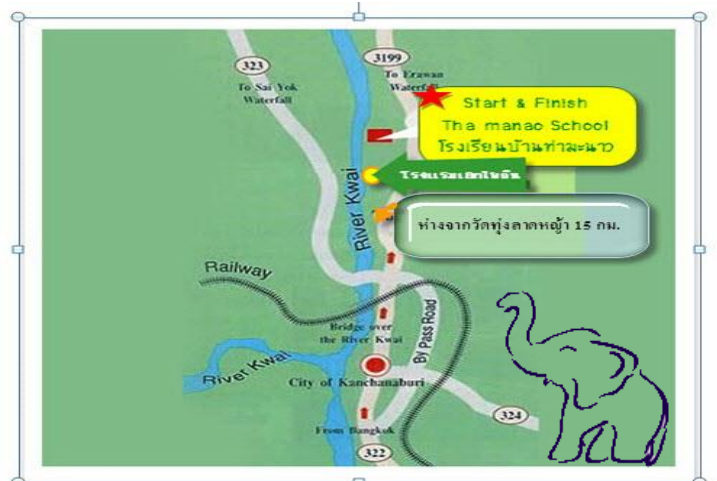 323
3199
To Sai Yok
Waterfall
To Erawan
Waterfall
Start & Finish
Tha manao School
โรงเรียนบ้านท่ามะนาว
River Kwai
ห่างจากวัดทุ่งลาดหญ้า 15 กม.
Railway
Bridge over
the River Kwai
By Pass Road
River Kwai
City of Kanchanaburi
324
From Bangkok
322